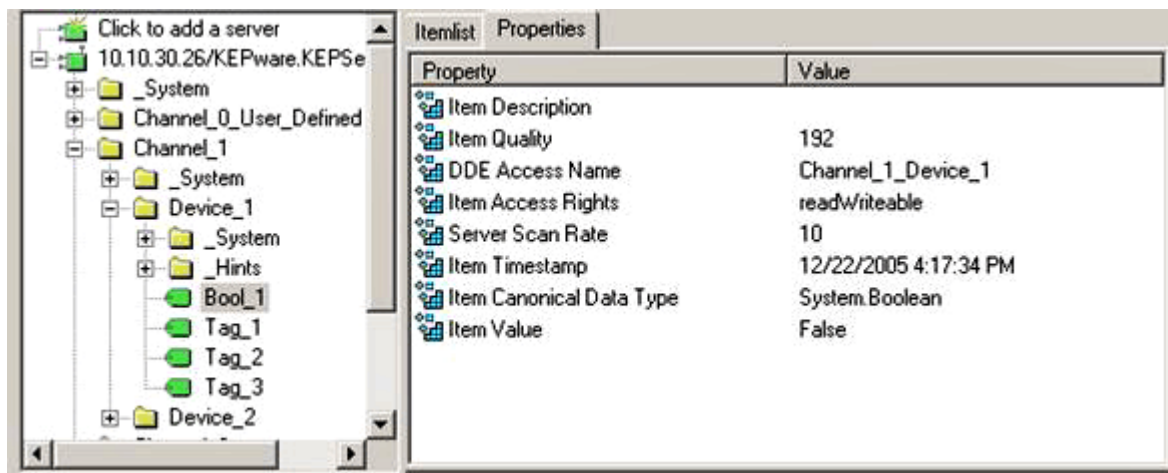 Click to add a server
10.10.30.26/KEPware.KEPSe
_System
Channel_0_User_Defined
Channel_1
_System
Device_1
_System
_Hints
Bool_1
Tag_1
Tag_2
Tag_3
Device_2
Itemlist Properties
Property Value
Item Description
Item Quality 192
DDE Access Name Channel_1_Device_1
Item Access Rights readWriteable
Server Scan Rate 10
Item Timestamp 12/22/2005 4:17:34 PM
Item Canonical Data Type System.Boolean
Item Value False